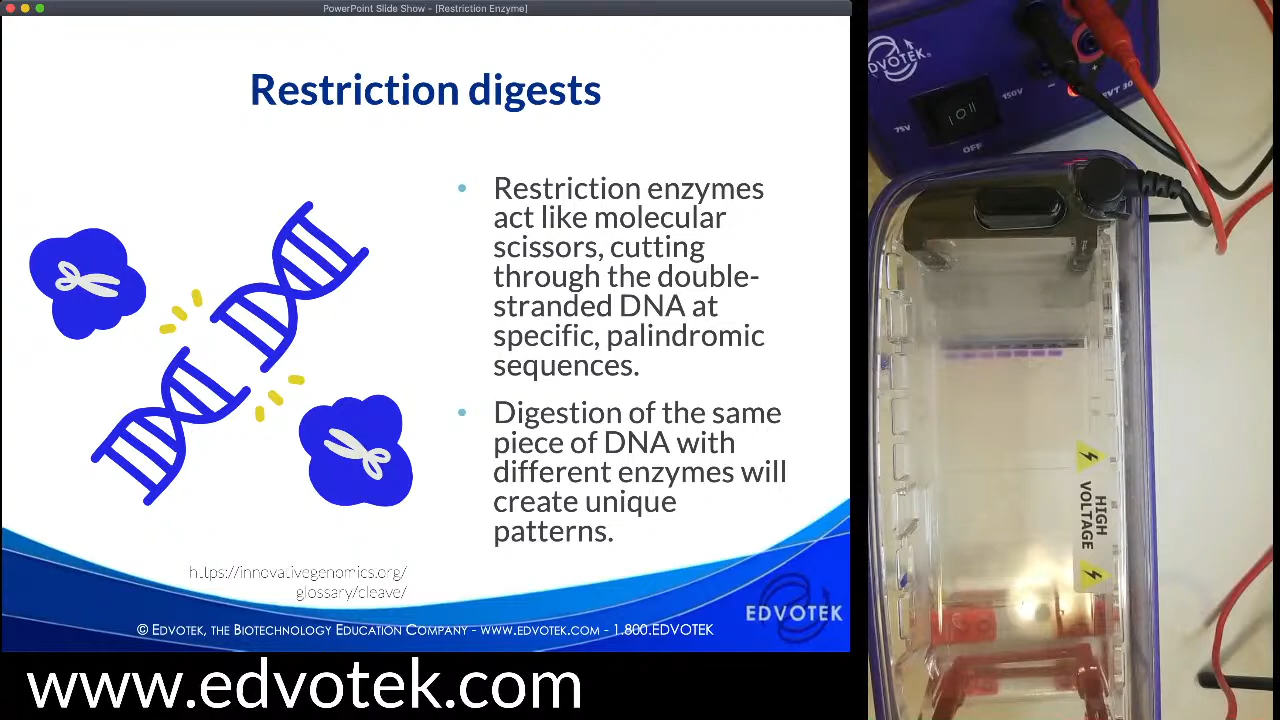 PowerPoint Slide Show - [Restriction Enzyme]
Restriction digests
• Restriction enzymes
act like molecular
scissors, cutting
through the double-
stranded DNA at
specific, palindromic
sequences.
• Digestion of the same
piece of DNA with
different enzymes will
create unique
patterns.
https://innovativegenomics.org/
glossary/cleave/
EDVOTEK
© EDVOTEK, THE BIOTECHNOLOGY EDUCATION COMPANY - WWW.EDVOTEK.COM - 1.800.EDVOTEK
www.edvotek.com
EDVOTEK
75V
150V
OFF
HIGH
VOLTAGE